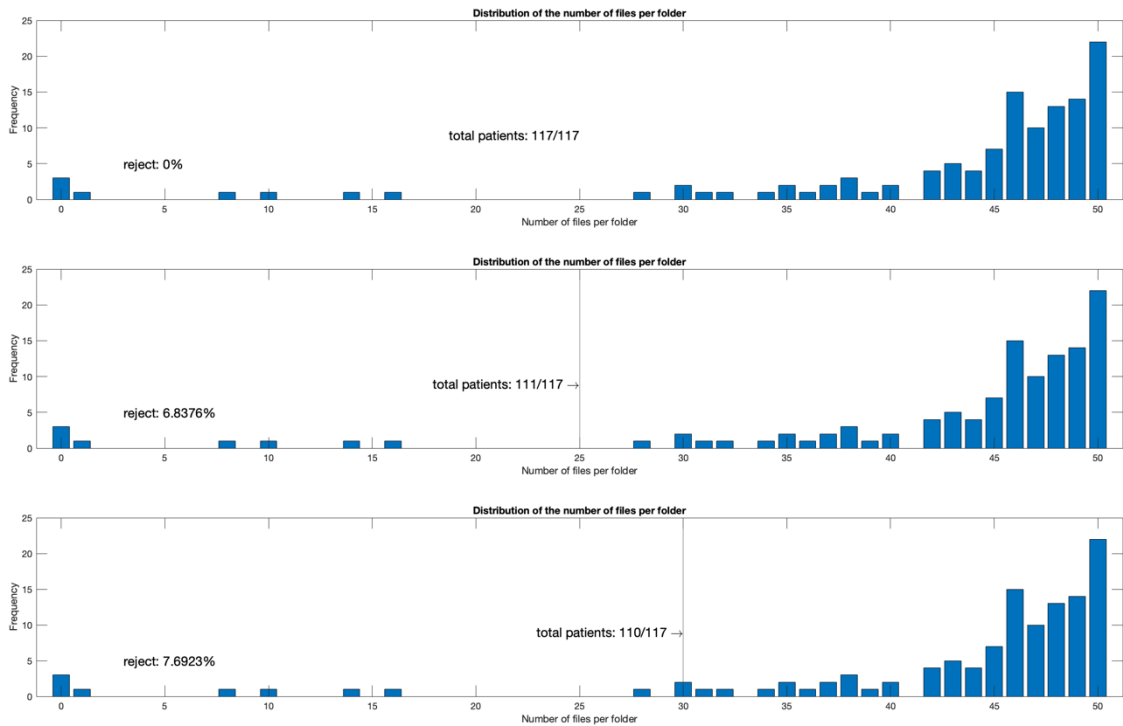 Distribution of the number of files per folder
25
20
15
10
5
0
Frequency
total patients: 117/117
reject: 0%
0 5 10 15 20 25 30 35 40 45 50
Number of files per folder
Distribution of the number of files per folder
25
20
15
10
5
0
Frequency
total patients: 111/117 →
reject: 6.8376%
0 5 10 15 20 25 30 35 40 45 50
Number of files per folder
Distribution of the number of files per folder
25
20
15
10
5
0
Frequency
total patients: 110/117 →
reject: 7.6923%
0 5 10 15 20 25 30 35 40 45 50
Number of files per folder